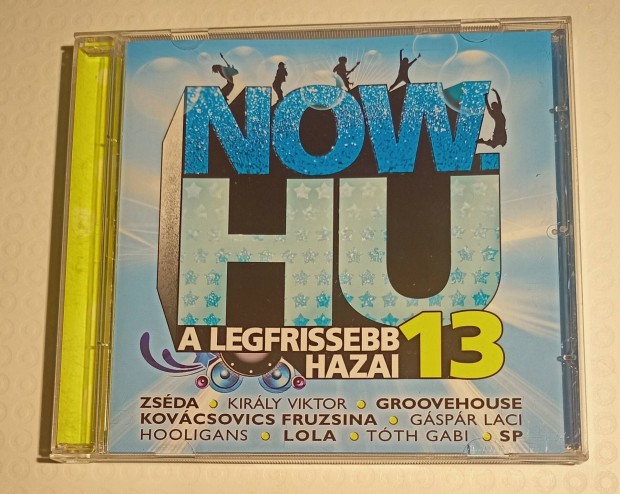 NOW.
HU
A LEGFRISSEBB
HAZAI 13
ZSÉDA • KIRÁLY VIKTOR • GROOVEHOUSE
KOVÁCSOVICS FRUZSINA • GÁSPÁR LACI
HOOLIGANS • LOLA • TÓTH GABI • SP